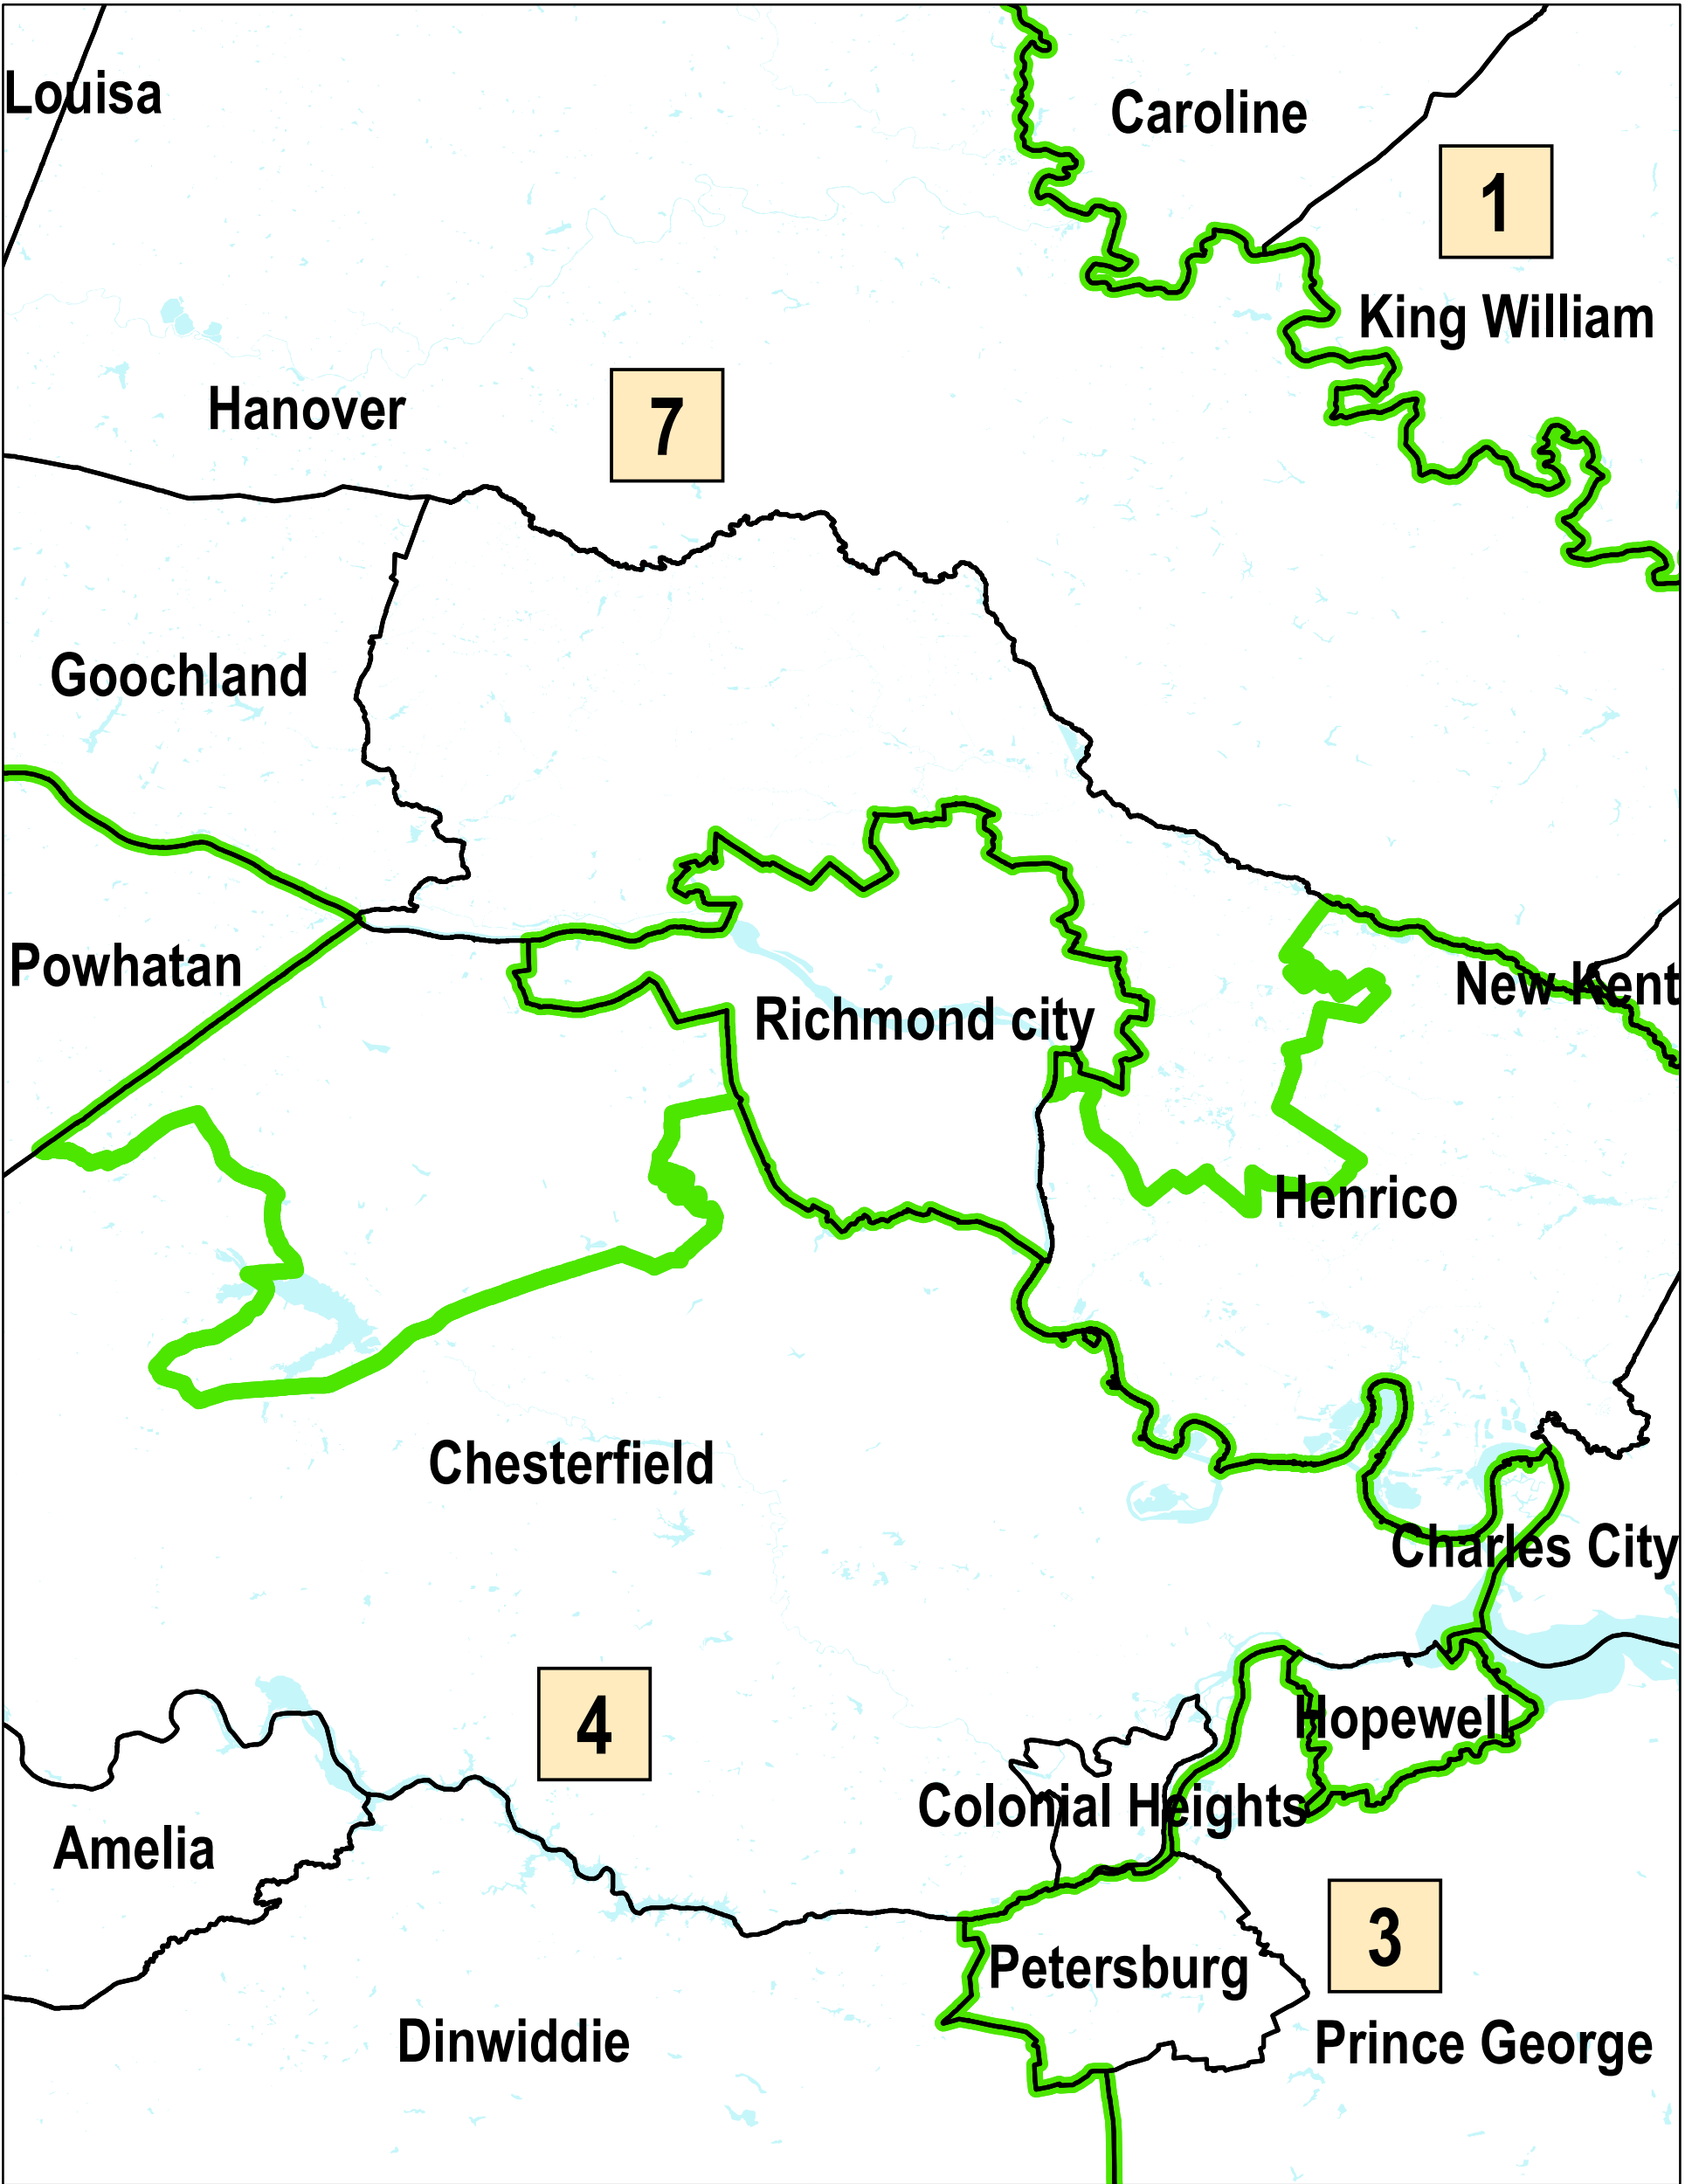 Louisa
Caroline
1
King William
Hanover
7
Goochland
Powhatan
New Kent
Richmond city
Henrico
Chesterfield
Charles City
4
Hopewell
Colonial Heights
Amelia
3
Petersburg
Dinwiddie
Prince George